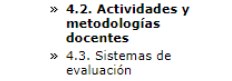 » 4.2. Actividades y
metodologías
docentes
» 4.3. Sistemas de
evaluación